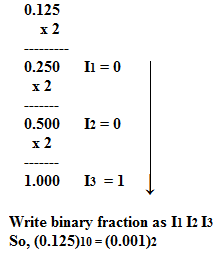 0.125
x 2
---------
0.250 I1 = 0
x 2
-------
0.500 I2 = 0
x 2
-------
1.000 I3 = 1
Write binary fraction as I1 I2 I3
So, (0.125)10 = (0.001)2